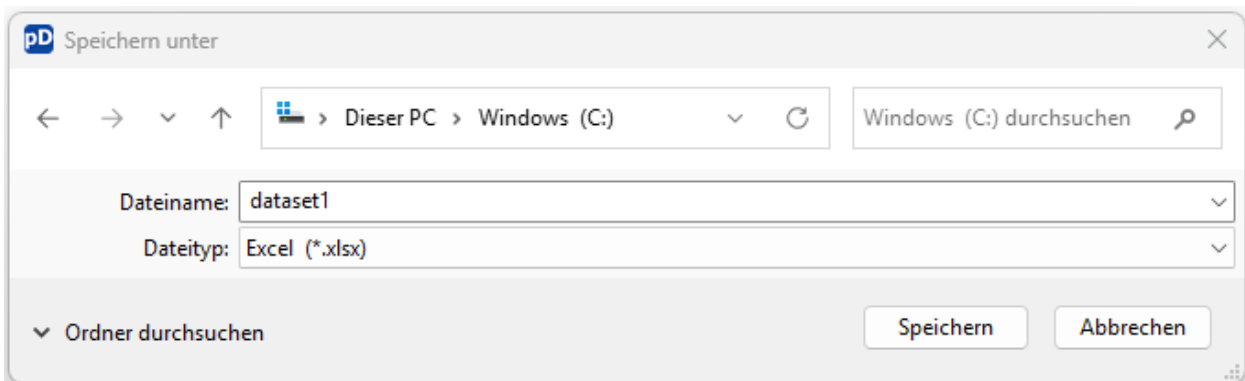 pD Speichern unter
Dieser PC > Windows (C:)
Windows (C:) durchsuchen
Dateiname: dataset1
Dateityp: Excel (*.xlsx)
Ordner durchsuchen
Speichern
Abbrechen